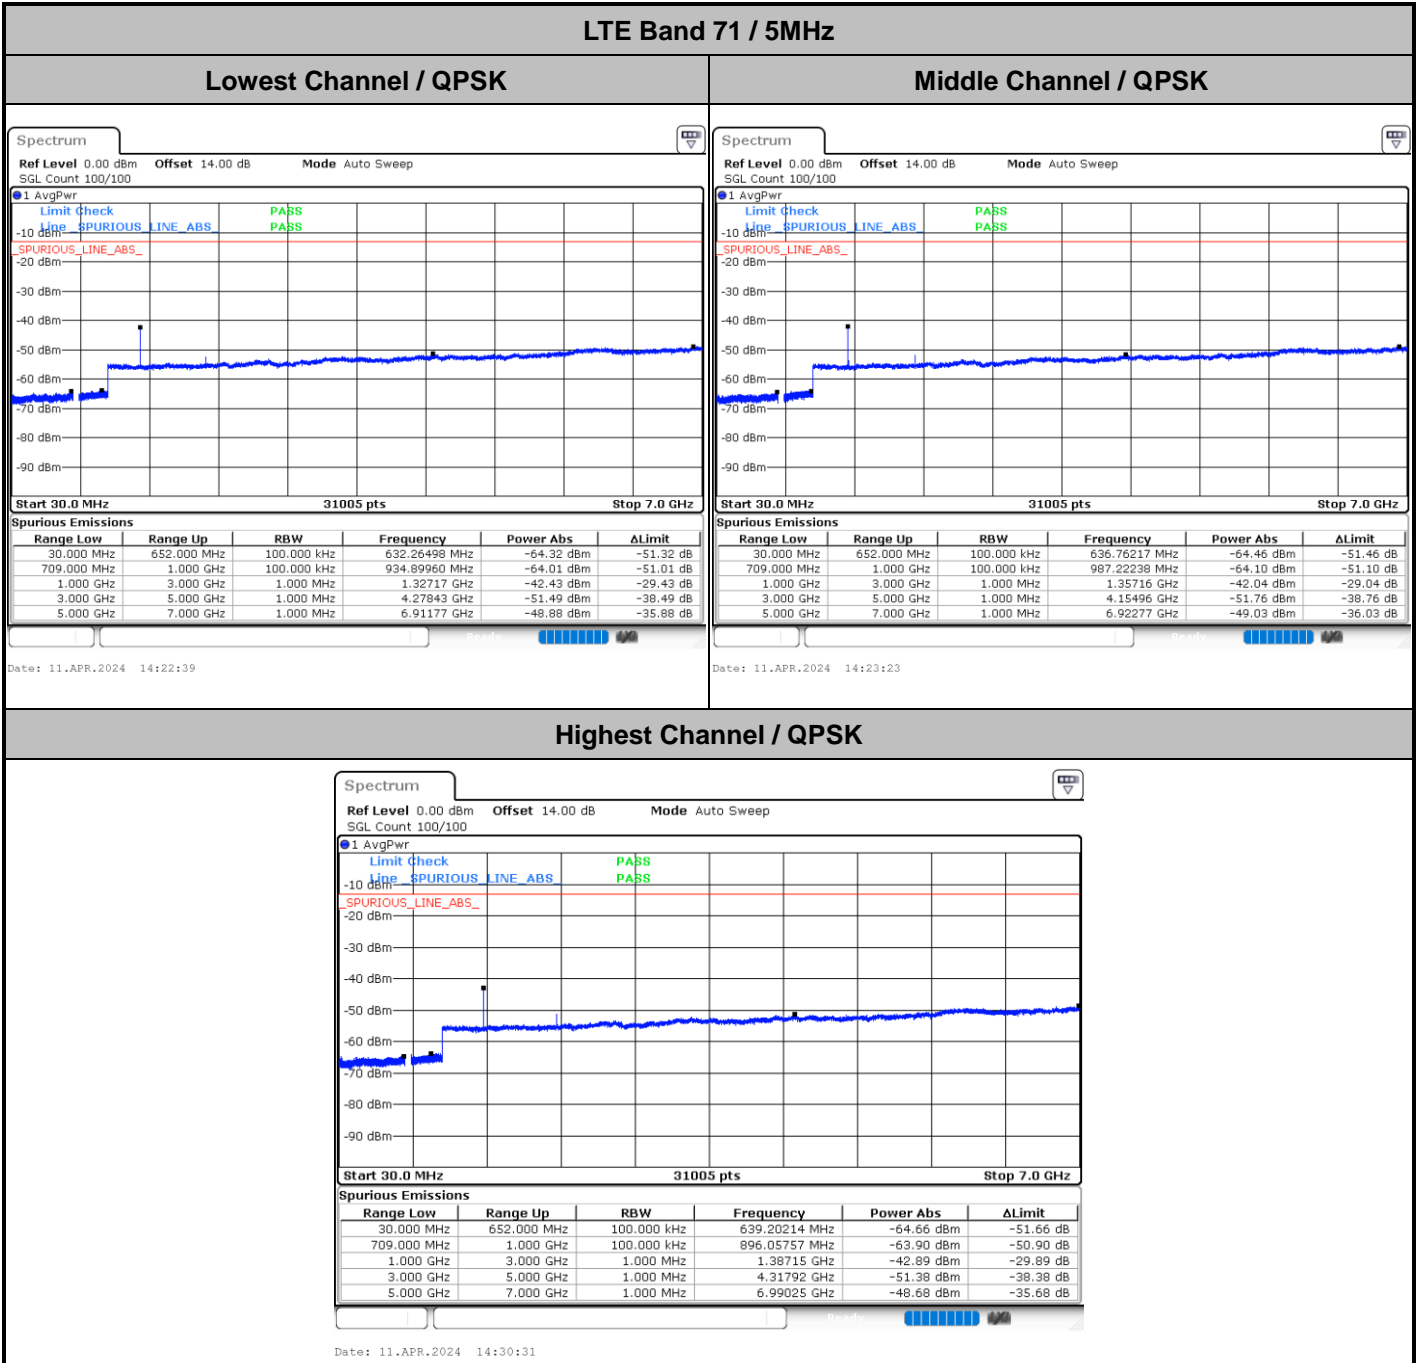 LTE Band 71 / 5MHz
Lowest Channel / QPSK
Middle Channel / QPSK
Spectrum
Ref Level 0.00 dBm Offset 14.00 dB Mode Auto Sweep
SGL Count 100/100
1 AvgPwr
Limit Check PASS
Line _SPURIOUS_LINE_ABS_ PASS
-10 dBm
_SPURIOUS_LINE_ABS_
-20 dBm
-30 dBm
-40 dBm
-50 dBm
-60 dBm
-70 dBm
-80 dBm
-90 dBm
Start 30.0 MHz 31005 pts Stop 7.0 GHz
Spurious Emissions
Range Low Range Up RBW Frequency Power Abs ΔLimit
30.000 MHz 652.000 MHz 100.000 kHz 632.26498 MHz -64.32 dBm -51.32 dB
709.000 MHz 1.000 GHz 100.000 kHz 934.89960 MHz -64.01 dBm -51.01 dB
1.000 GHz 3.000 GHz 1.000 MHz 1.32717 GHz -42.43 dBm -29.43 dB
3.000 GHz 5.000 GHz 1.000 MHz 4.27843 GHz -51.49 dBm -38.49 dB
5.000 GHz 7.000 GHz 1.000 MHz 6.91177 GHz -48.88 dBm -35.88 dB
Ready
Date: 11.APR.2024 14:22:39
Spectrum
Ref Level 0.00 dBm Offset 14.00 dB Mode Auto Sweep
SGL Count 100/100
1 AvgPwr
Limit Check PASS
Line _SPURIOUS_LINE_ABS_ PASS
-10 dBm
_SPURIOUS_LINE_ABS_
-20 dBm
-30 dBm
-40 dBm
-50 dBm
-60 dBm
-70 dBm
-80 dBm
-90 dBm
Start 30.0 MHz 31005 pts Stop 7.0 GHz
Spurious Emissions
Range Low Range Up RBW Frequency Power Abs ΔLimit
30.000 MHz 652.000 MHz 100.000 kHz 636.76217 MHz -64.46 dBm -51.46 dB
709.000 MHz 1.000 GHz 100.000 kHz 987.22238 MHz -64.10 dBm -51.10 dB
1.000 GHz 3.000 GHz 1.000 MHz 1.35716 GHz -42.04 dBm -29.04 dB
3.000 GHz 5.000 GHz 1.000 MHz 4.15496 GHz -51.76 dBm -38.76 dB
5.000 GHz 7.000 GHz 1.000 MHz 6.92277 GHz -49.03 dBm -36.03 dB
Ready
Date: 11.APR.2024 14:23:23
Highest Channel / QPSK
Spectrum
Ref Level 0.00 dBm Offset 14.00 dB Mode Auto Sweep
SGL Count 100/100
1 AvgPwr
Limit Check PASS
Line _SPURIOUS_LINE_ABS_ PASS
-10 dBm
_SPURIOUS_LINE_ABS_
-20 dBm
-30 dBm
-40 dBm
-50 dBm
-60 dBm
-70 dBm
-80 dBm
-90 dBm
Start 30.0 MHz 31005 pts Stop 7.0 GHz
Spurious Emissions
Range Low Range Up RBW Frequency Power Abs ΔLimit
30.000 MHz 652.000 MHz 100.000 kHz 639.20214 MHz -64.66 dBm -51.66 dB
709.000 MHz 1.000 GHz 100.000 kHz 896.05757 MHz -63.90 dBm -50.90 dB
1.000 GHz 3.000 GHz 1.000 MHz 1.38715 GHz -42.89 dBm -29.89 dB
3.000 GHz 5.000 GHz 1.000 MHz 4.31792 GHz -51.38 dBm -38.38 dB
5.000 GHz 7.000 GHz 1.000 MHz 6.99025 GHz -48.68 dBm -35.68 dB
Ready
Date: 11.APR.2024 14:30:31